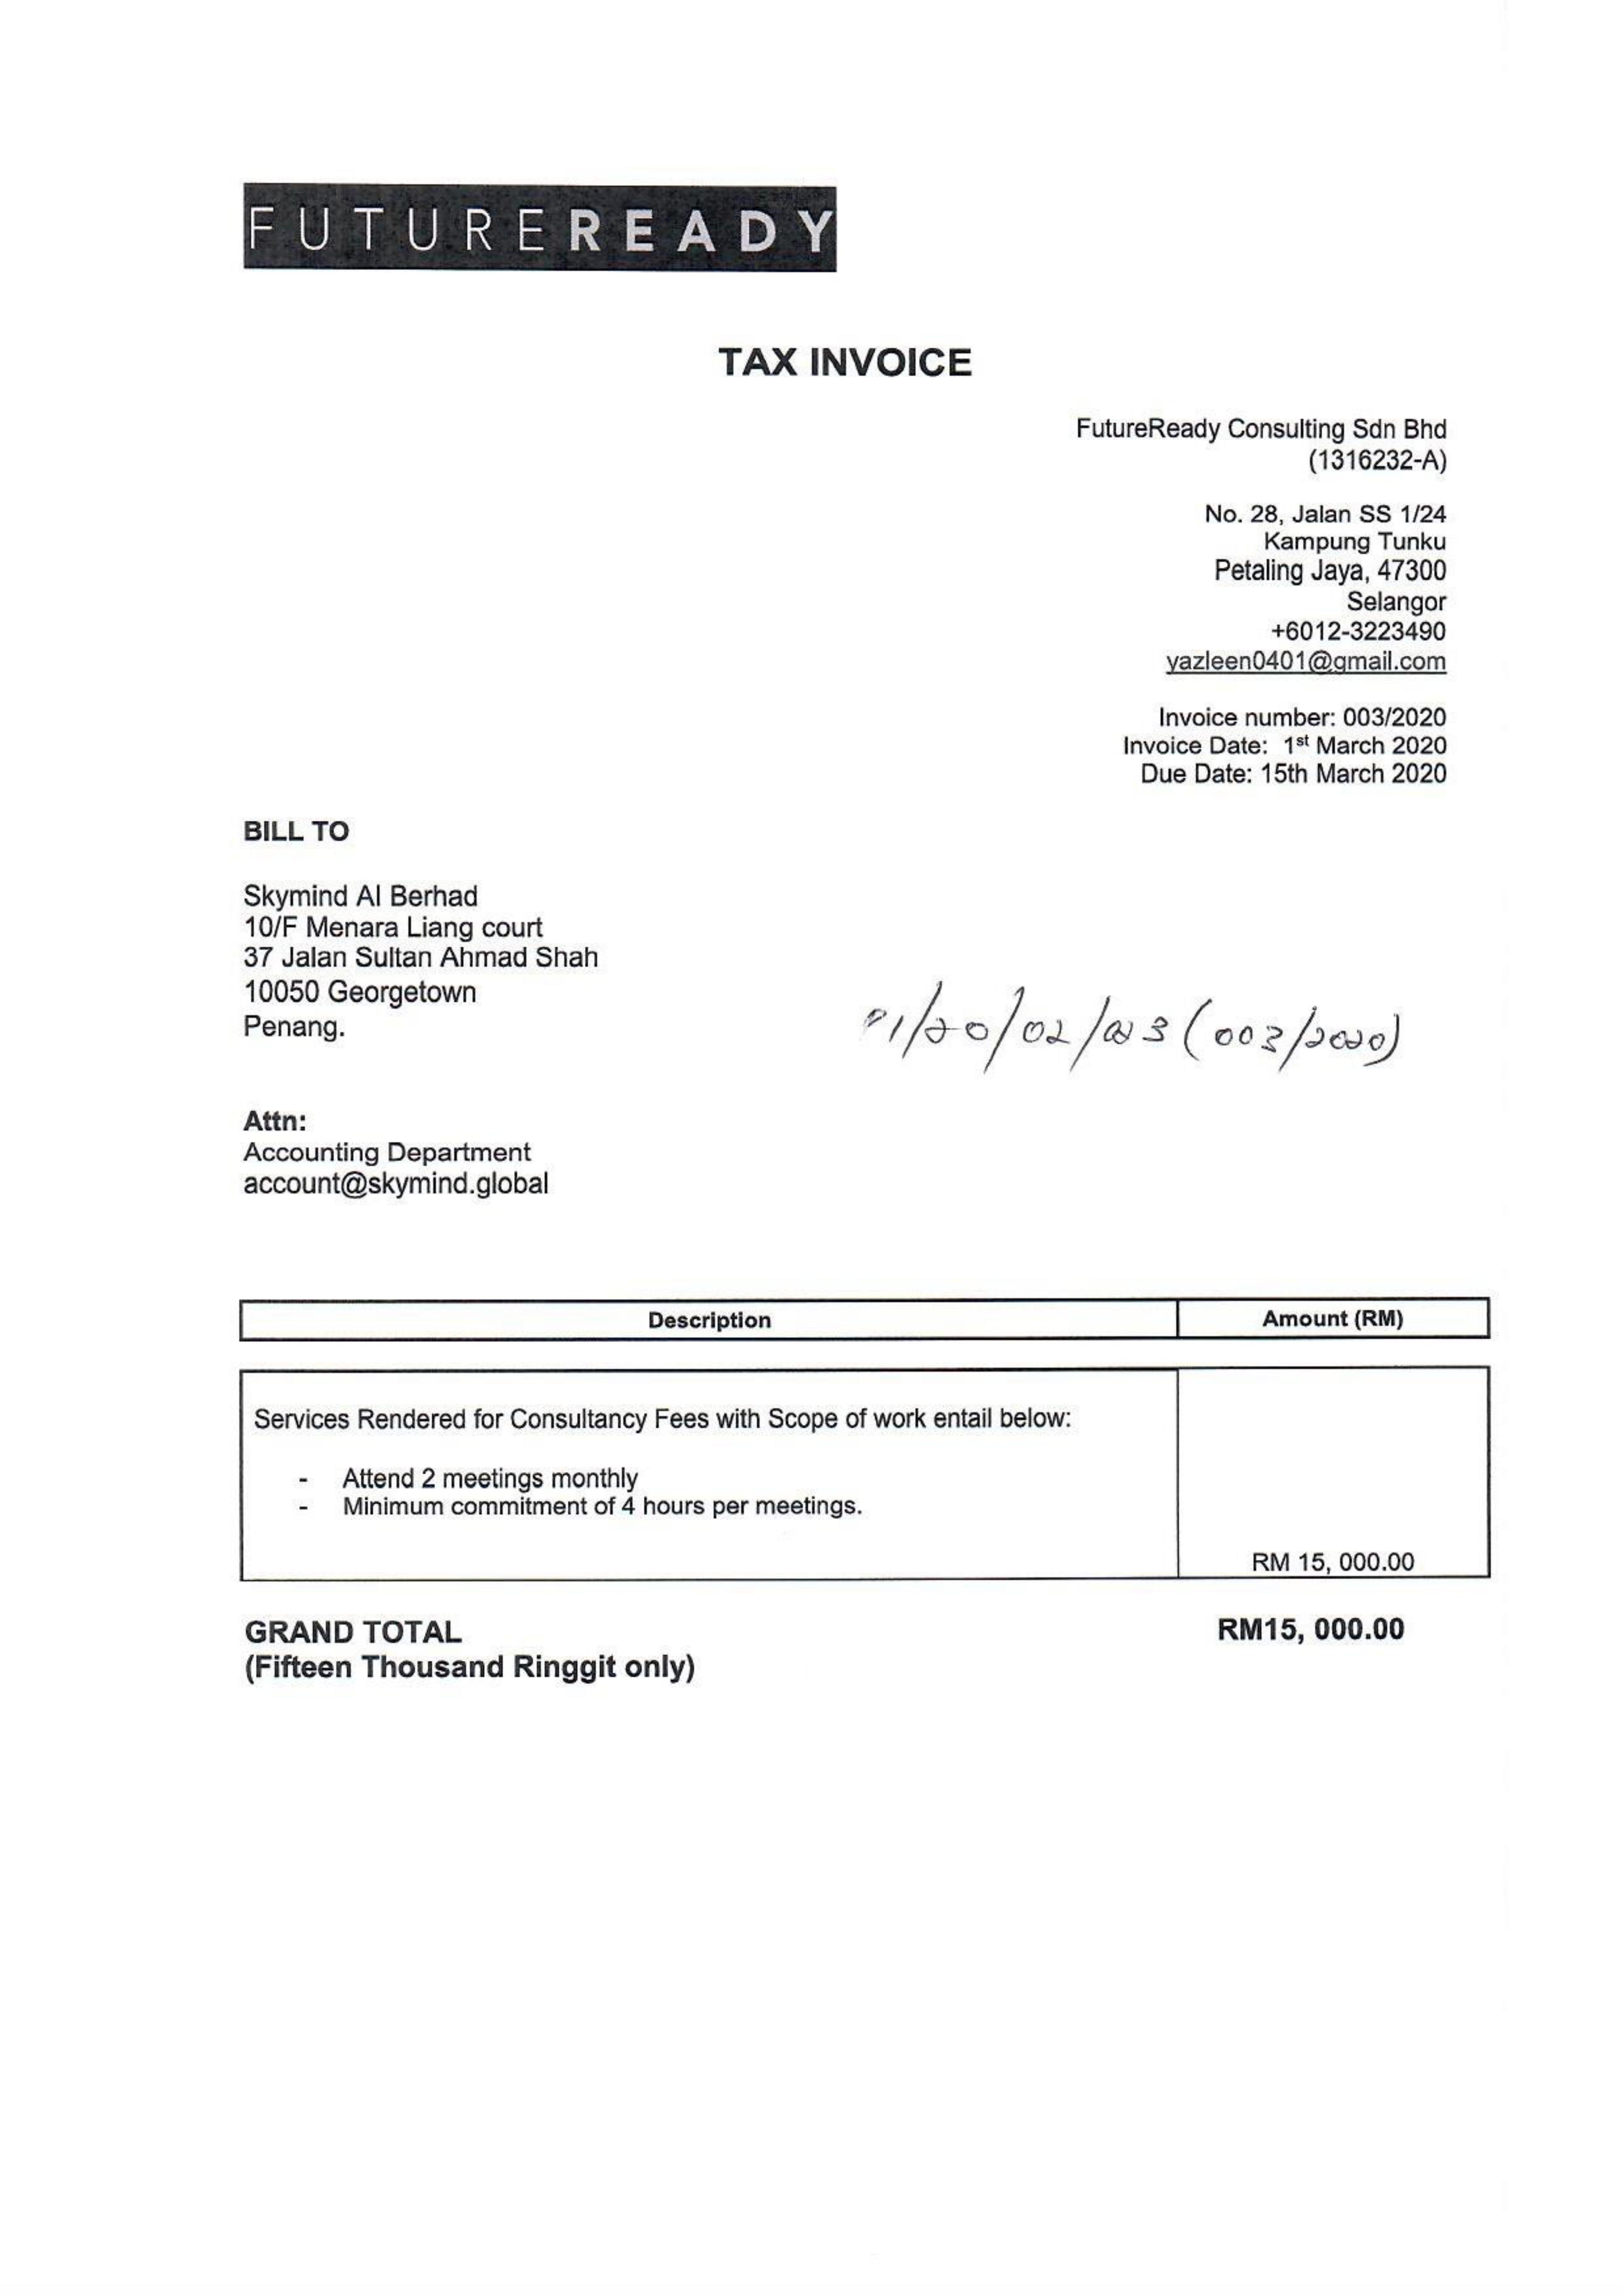 FUTUREREADY
TAX INVOICE
FutureReady Consulting Sdn Bhd
(1316232-A)
No. 28, Jalan SS 1/24
Kampung Tunku
Petaling Jaya, 47300
Selangor
+6012-3223490
yazleen0401@gmail.com
Invoice number: 003/2020
Invoice Date: 1st March 2020
Due Date: 15th March 2020
BILL TO
Skymind AI Berhad
10/F Menara Liang court
37 Jalan Sultan Ahmad Shah
10050 Georgetown
Penang.
/20/02/003 (003/2020)
Attn:
Accounting Department
account@skymind.global
Description Amount (RM)
Services Rendered for Consultancy Fees with Scope of work entail below:
- Attend 2 meetings monthly
- Minimum commitment of 4 hours per meetings.
RM 15, 000.00
GRAND TOTAL RM15, 000.00
(Fifteen Thousand Ringgit only)